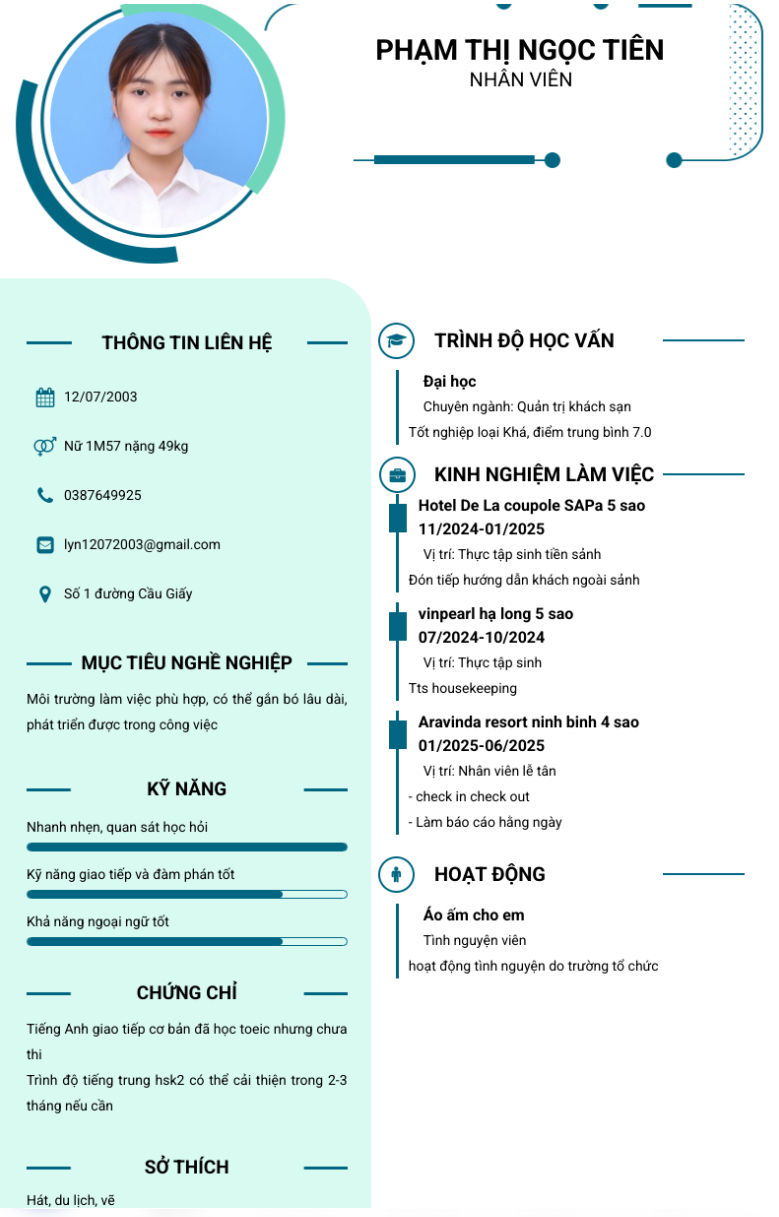 PHẠM THỊ NGỌC TIÊN
NHÂN VIÊN
THÔNG TIN LIÊN HỆ
12/07/2003
Nữ 1M57 nặng 49kg
0387649925
lyn12072003@gmail.com
Số 1 đường Cầu Giấy
MỤC TIÊU NGHỀ NGHIỆP
Môi trường làm việc phù hợp, có thể gắn bó lâu dài,
phát triển được trong công việc
KỸ NĂNG
Nhanh nhẹn, quan sát học hỏi
Kỹ năng giao tiếp và đàm phán tốt
Khả năng ngoại ngữ tốt
CHỨNG CHỈ
Tiếng Anh giao tiếp cơ bản đã học toeic nhưng chưa
thi
Trình độ tiếng trung hsk2 có thể cải thiện trong 2-3
tháng nếu cần
SỞ THÍCH
Hát, du lịch, vẽ
TRÌNH ĐỘ HỌC VẤN
Đại học
Chuyên ngành: Quản trị khách sạn
Tốt nghiệp loại Khá, điểm trung bình 7.0
KINH NGHIỆM LÀM VIỆC
Hotel De La coupole SAPa 5 sao
11/2024-01/2025
Vị trí: Thực tập sinh tiền sảnh
Đón tiếp hướng dẫn khách ngoài sảnh
vinpearl hạ long 5 sao
07/2024-10/2024
Vị trí: Thực tập sinh
Tts housekeeping
Aravinda resort ninh binh 4 sao
01/2025-06/2025
Vị trí: Nhân viên lễ tân
- check in check out
- Làm báo cáo hằng ngày
HOẠT ĐỘNG
Áo ấm cho em
Tình nguyện viên
hoạt động tình nguyện do trường tổ chức